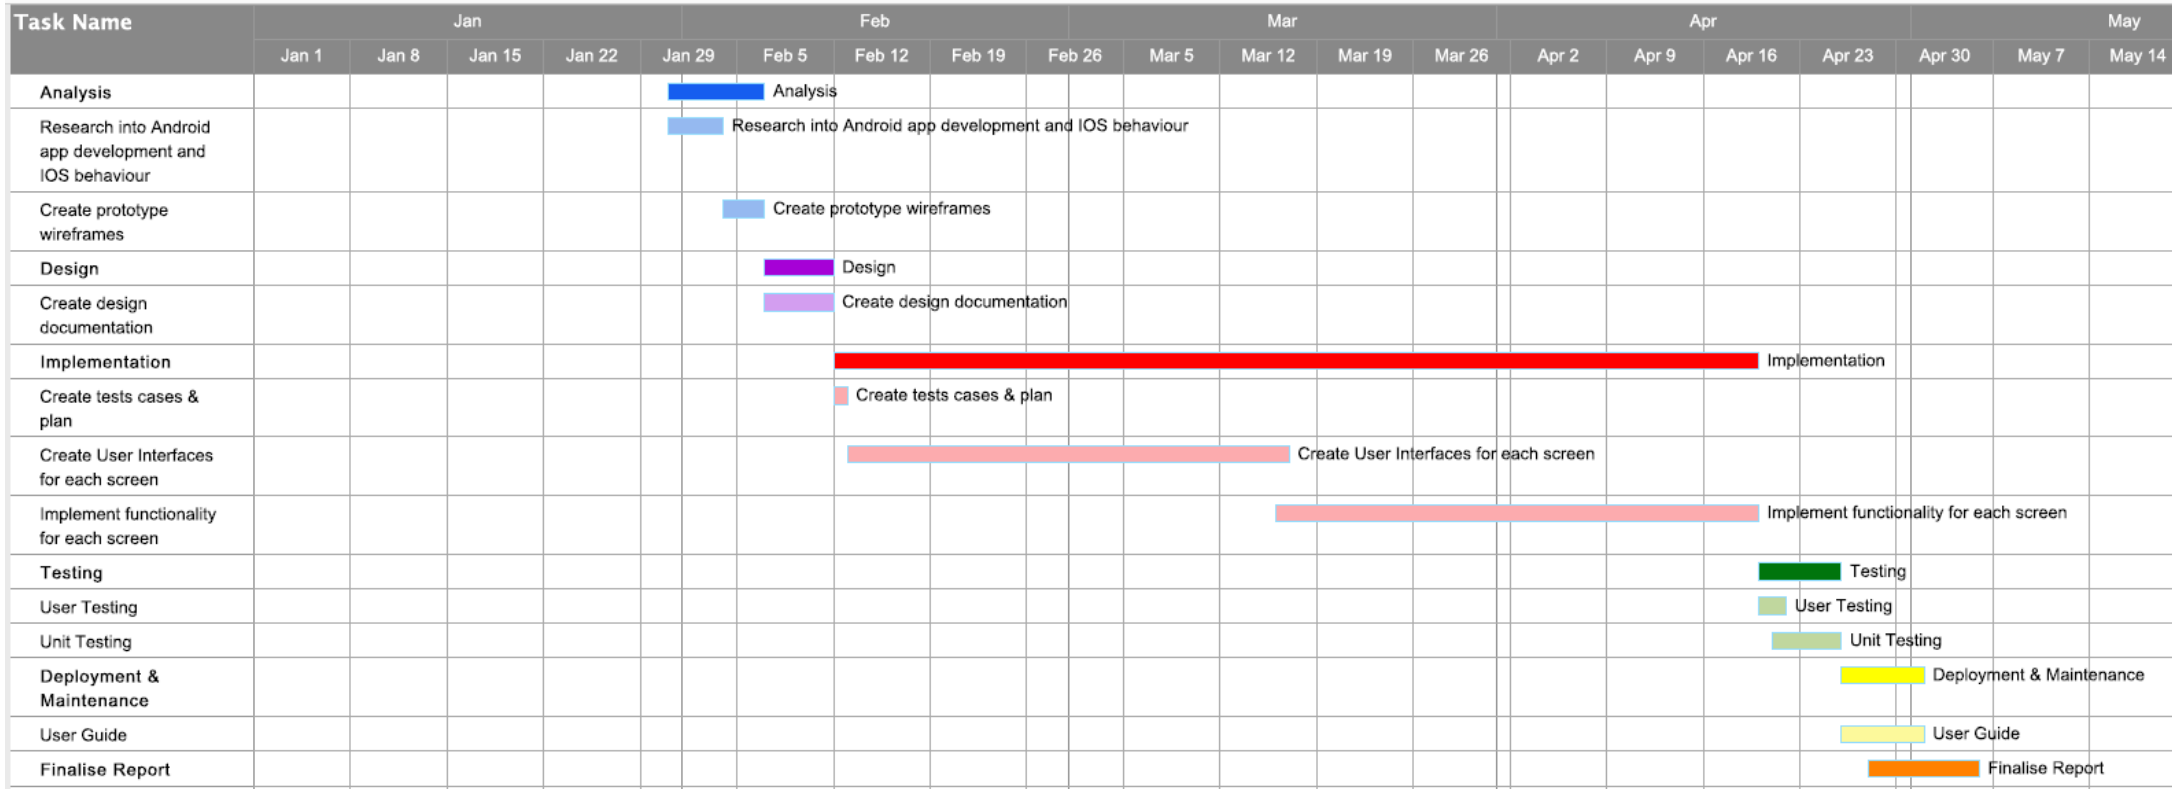 Task Name Jan Feb Mar Apr May
Jan 1 Jan 8 Jan 15 Jan 22 Jan 29 Feb 5 Feb 12 Feb 19 Feb 26 Mar 5 Mar 12 Mar 19 Mar 26 Apr 2 Apr 9 Apr 16 Apr 23 Apr 30 May 7 May 14
Analysis Analysis
Research into Android Research into Android app development and IOS behaviour
app development and
IOS behaviour
Create prototype Create prototype wireframes
wireframes
Design Design
Create design Create design documentation
documentation
Implementation Implementation
Create tests cases & Create tests cases & plan
plan
Create User Interfaces Create User Interfaces for each screen
for each screen
Implement functionality Implement functionality for each screen
for each screen
Testing Testing
User Testing User Testing
Unit Testing Unit Testing
Deployment & Deployment & Maintenance
Maintenance
User Guide User Guide
Finalise Report Finalise Report